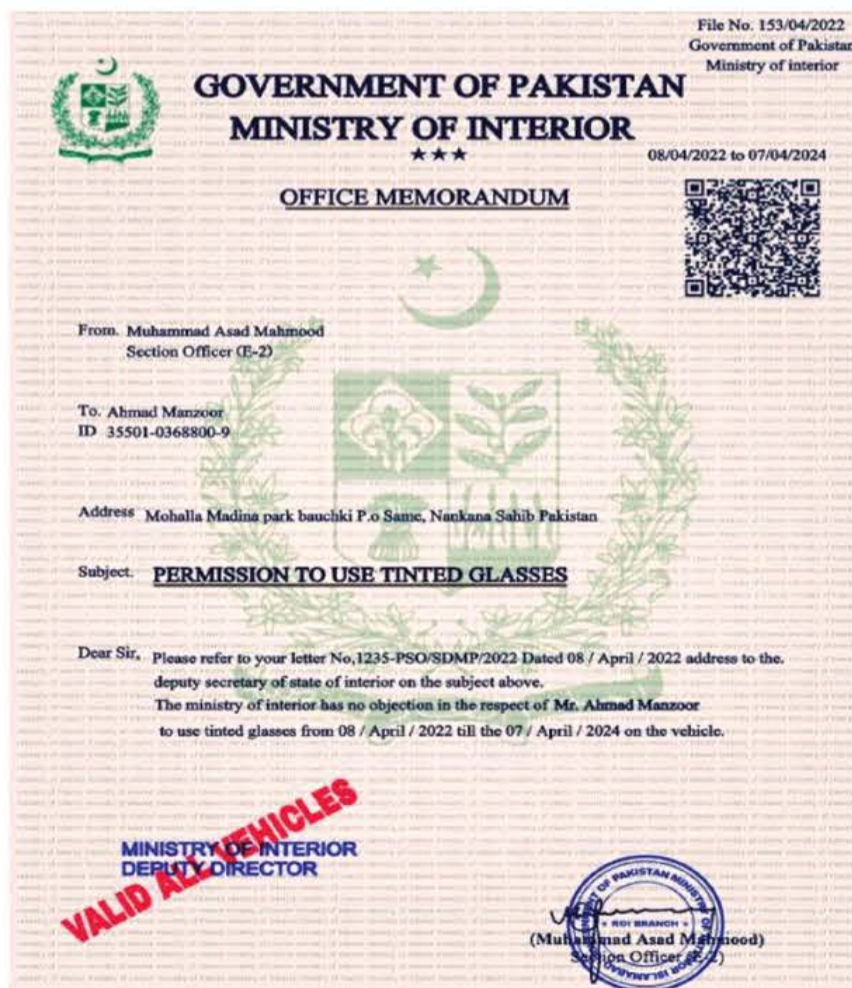 File No. 153/04/2022
Government of Pakistan
Ministry of interior
GOVERNMENT OF PAKISTAN
MINISTRY OF INTERIOR
08/04/2022 to 07/04/2024
OFFICE MEMORANDUM
From. Muhammad Asad Mahmood
Section Officer (E-2)
To. Ahmad Manzoor
ID 35501-0368800-9
Address Mohalla Madina park bauchki P.o Same, Nankana Sahib Pakistan
Subject. PERMISSION TO USE TINTED GLASSES
Dear Sir, Please refer to your letter No,1235-PSO/SDMP/2022 Dated 08 / April / 2022 address to the.
deputy secretary of state of interior on the subject above.
The ministry of interior has no objection in the respect of Mr. Ahmad Manzoor
to use tinted glasses from 08 / April / 2022 till the 07 / April / 2024 on the vehicle.
VALID ALL VEHICLES
MINISTRY OF INTERIOR
DEPUTY DIRECTOR
(Muhammad Asad Mahmood)
Section Officer (E-2)